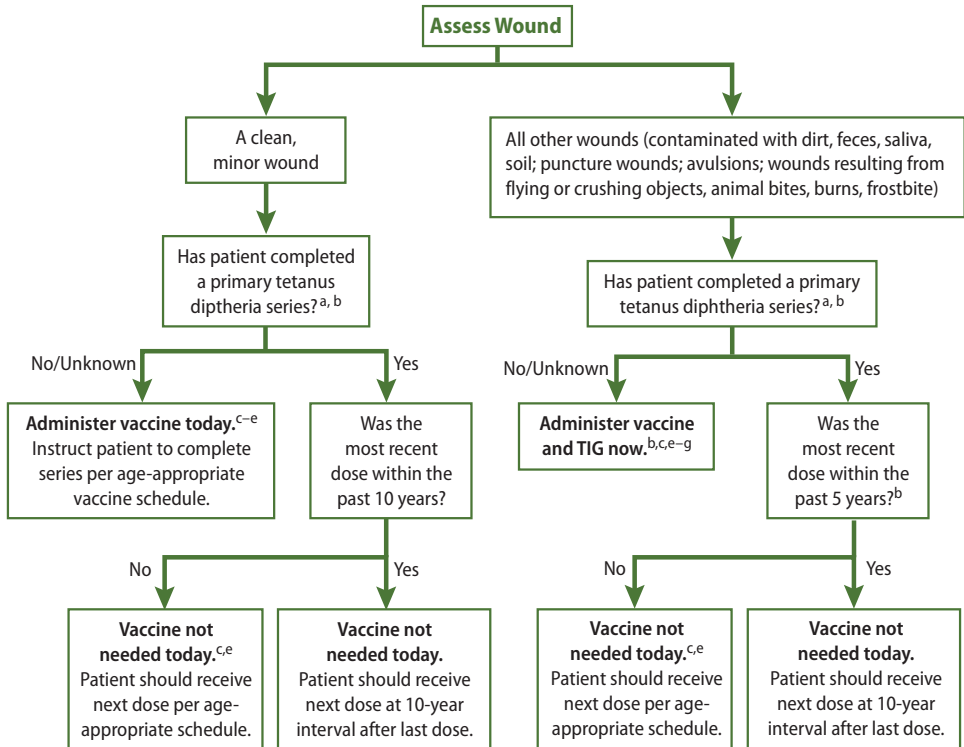 Assess Wound
A clean,
minor wound
All other wounds (contaminated with dirt, feces, saliva,
soil; puncture wounds; avulsions; wounds resulting from
flying or crushing objects, animal bites, burns, frostbite)
Has patient completed
a primary tetanus
diptheria series?a, b
Has patient completed a primary
tetanus diphtheria series?a, b
No/Unknown
Yes
No/Unknown
Yes
Administer vaccine today.c–e
Instruct patient to complete
series per age-appropriate
vaccine schedule.
Was the
most recent
dose within the
past 10 years?
Administer vaccine
and TIG now.b,c,e–g
Was the
most recent
dose within the
past 5 years?b
No
Yes
No
Yes
Vaccine not
needed today.c,e
Patient should receive
next dose per age-
appropriate schedule.
Vaccine not
needed today.
Patient should receive
next dose at 10-year
interval after last dose.
Vaccine not
needed today.c,e
Patient should receive
next dose per age-
appropriate schedule.
Vaccine not
needed today.
Patient should receive
next dose at 10-year
interval after last dose.